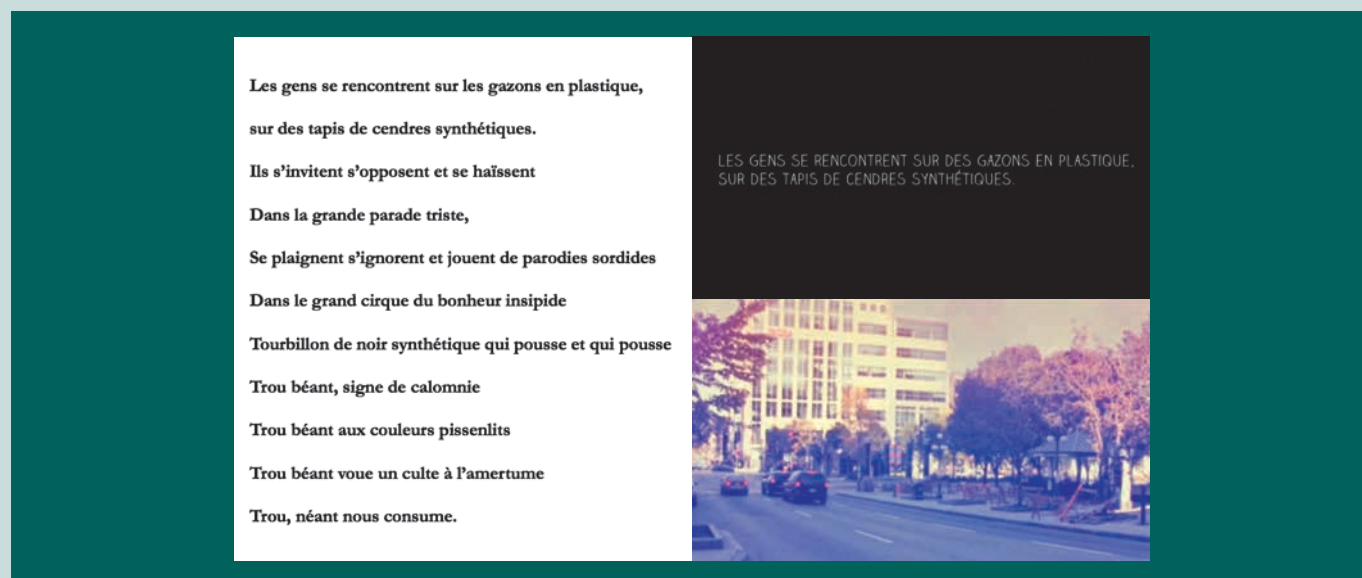 Les gens se rencontrent sur les gazons en plastique,
sur des tapis de cendres synthétiques.
Ils s'invitent s'opposent et se haïssent
Dans la grande parade triste,
Se plaignent s'ignorent et jouent de parodies sordides
Dans le grand cirque du bonheur insipide
Tourbillon de noir synthétique qui pousse et qui pousse
Trou béant, signe de calomnie
Trou béant aux couleurs pissenlits
Trou béant voue un culte à l'amertume
Trou, néant nous consume.
LES GENS SE RENCONTRENT SUR DES GAZONS EN PLASTIQUE,
SUR DES TAPIS DE CENDRES SYNTHÉTIQUES.